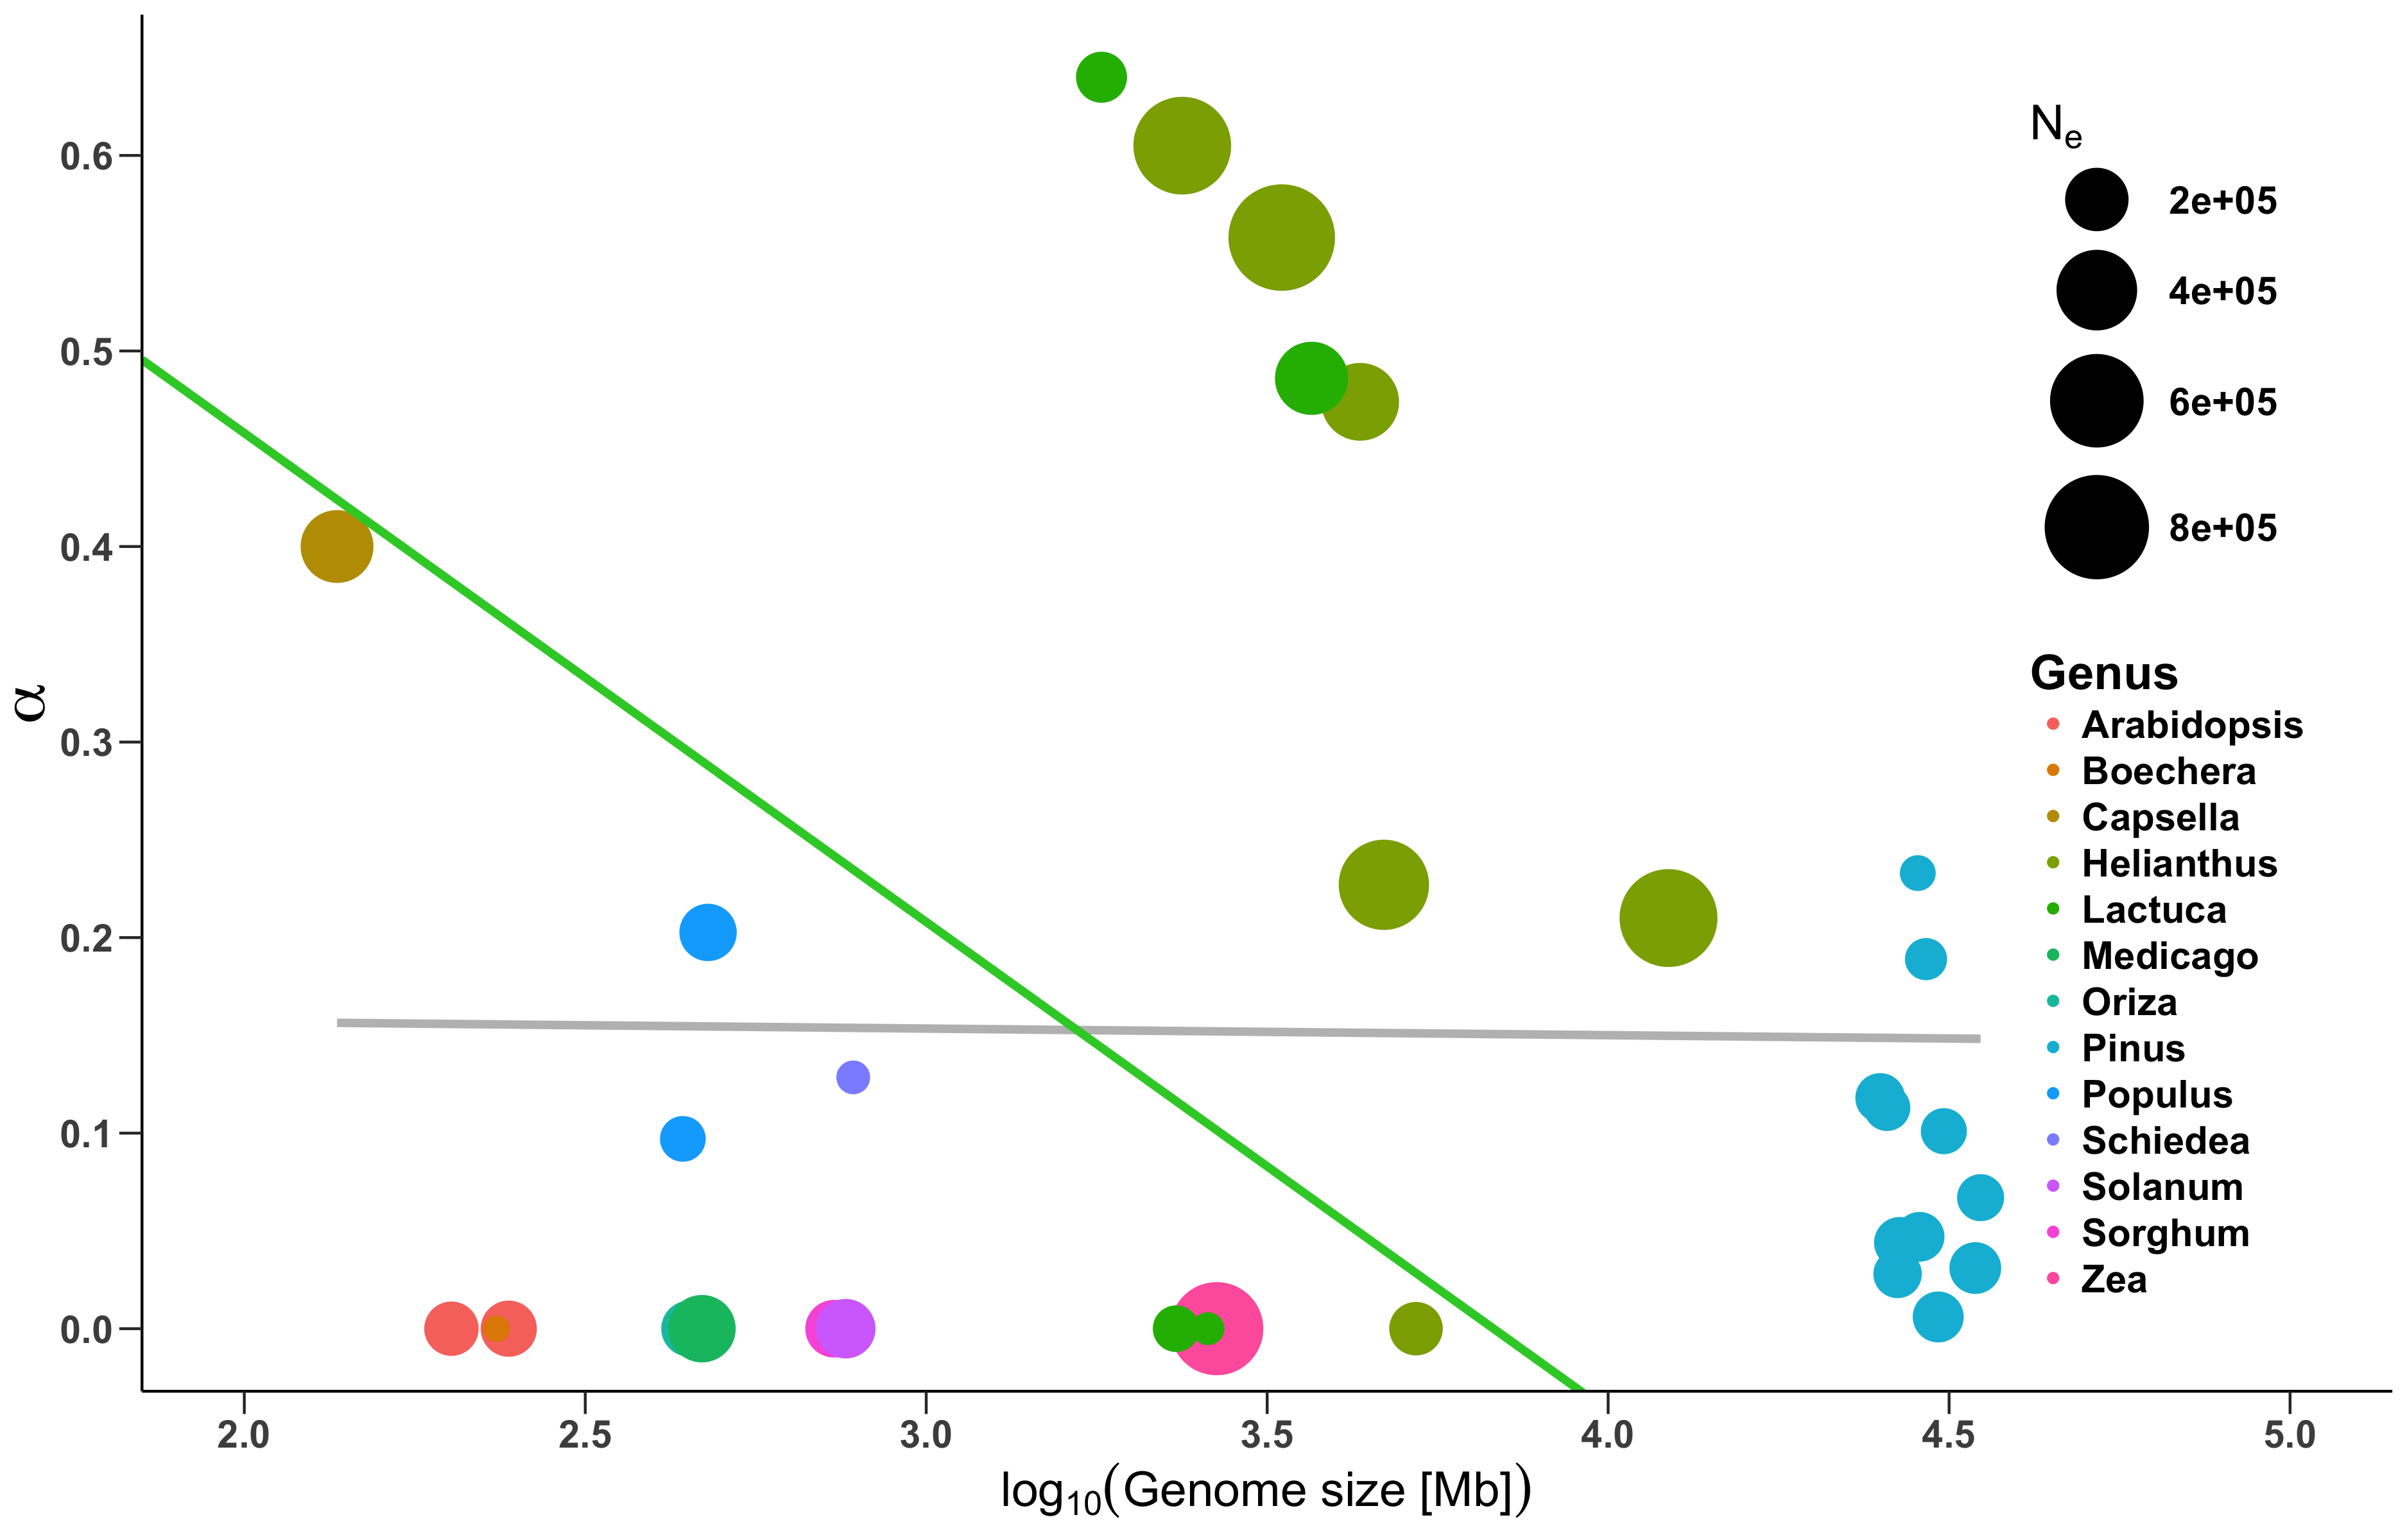 0.6
0.5
0.4
0.3
0.2
0.1
0.0
α
2.0 2.5 3.0 3.5 4.0 4.5 5.0
log10(Genome size [Mb])
Ne
2e+05
4e+05
6e+05
8e+05
Genus
Arabidopsis
Boechera
Capsella
Helianthus
Lactuca
Medicago
Oriza
Pinus
Populus
Schiedea
Solanum
Sorghum
Zea